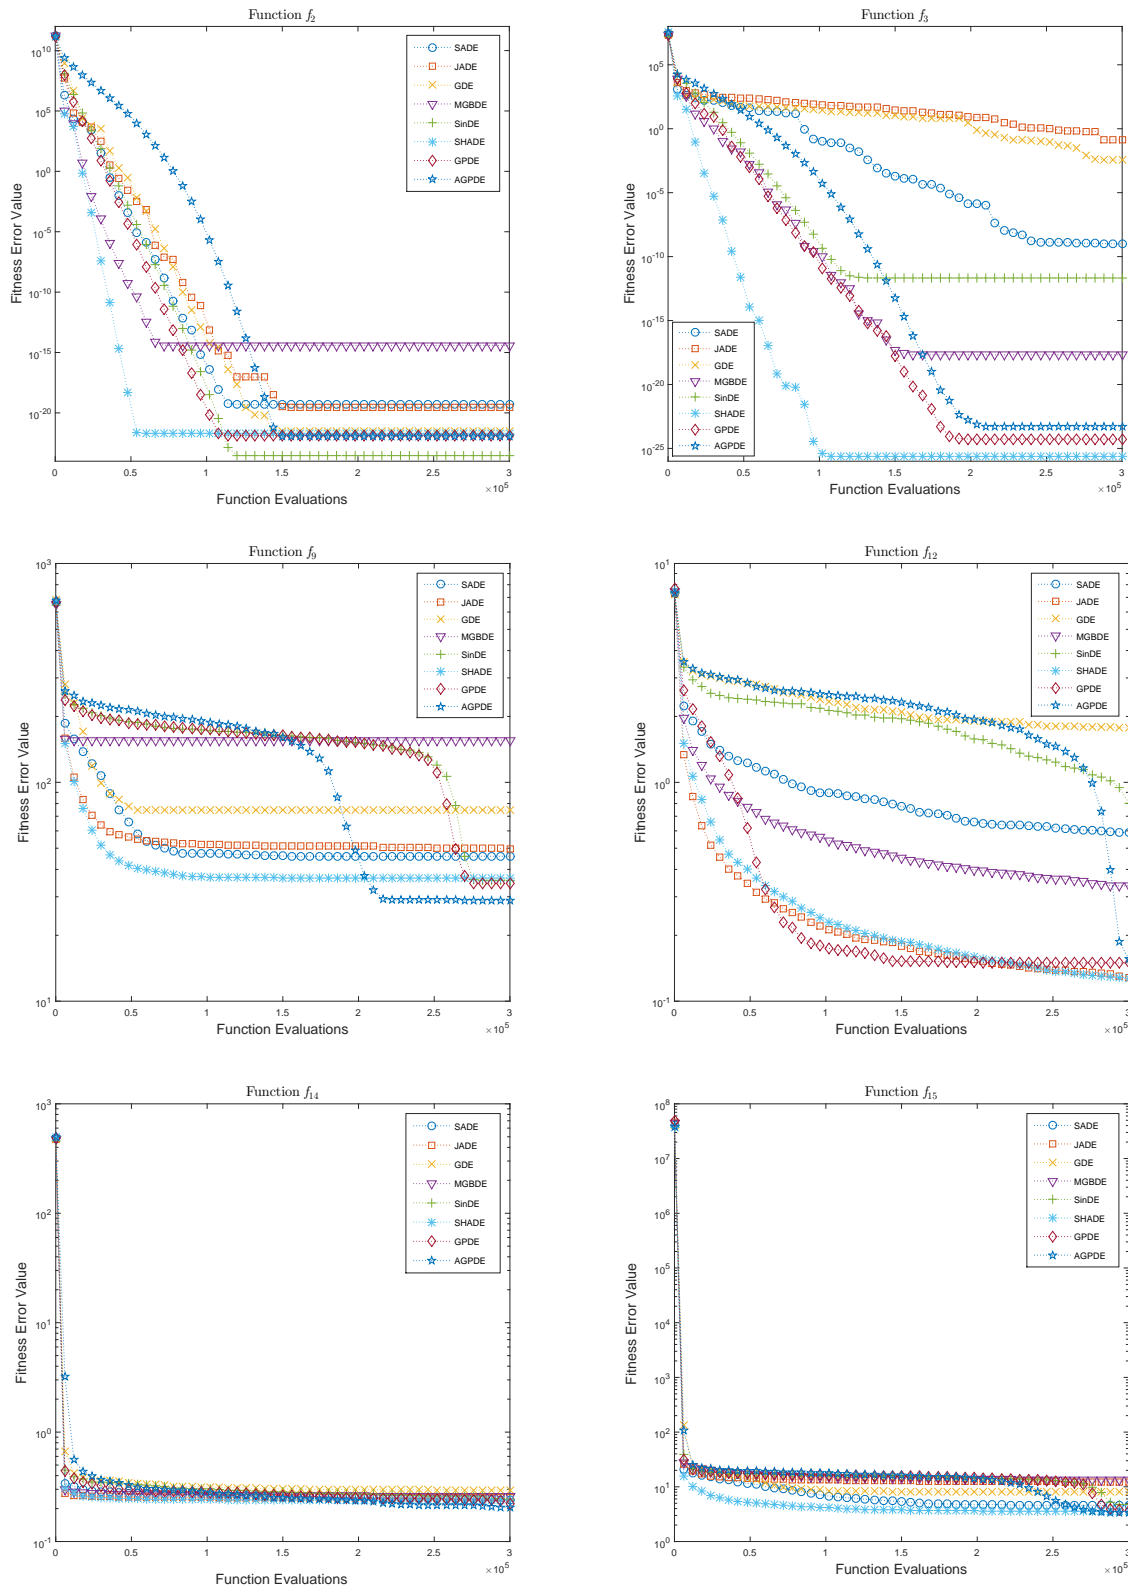 Function f2
Fitness Error Value
10^10
10^5
10^0
10^-5
10^-10
10^-15
10^-20
SADE
JADE
GDE
MGBDE
SinDE
SHADE
GPDE
AGPDE
0 0.5 1 1.5 2 2.5 3
×10^5
Function Evaluations
Function f3
Fitness Error Value
10^5
10^0
10^-5
10^-10
10^-15
10^-20
10^-25
SADE
JADE
GDE
MGBDE
SinDE
SHADE
GPDE
AGPDE
0 0.5 1 1.5 2 2.5 3
×10^5
Function Evaluations
Function f9
Fitness Error Value
10^3
10^2
10^1
SADE
JADE
GDE
MGBDE
SinDE
SHADE
GPDE
AGPDE
0 0.5 1 1.5 2 2.5 3
×10^5
Function Evaluations
Function f12
Fitness Error Value
10^1
10^0
10^-1
SADE
JADE
GDE
MGBDE
SinDE
SHADE
GPDE
AGPDE
0 0.5 1 1.5 2 2.5 3
×10^5
Function Evaluations
Function f14
Fitness Error Value
10^3
10^2
10^1
10^0
10^-1
SADE
JADE
GDE
MGBDE
SinDE
SHADE
GPDE
AGPDE
0 0.5 1 1.5 2 2.5 3
×10^5
Function Evaluations
Function f15
Fitness Error Value
10^8
10^7
10^6
10^5
10^4
10^3
10^2
10^1
10^0
SADE
JADE
GDE
MGBDE
SinDE
SHADE
GPDE
AGPDE
0 0.5 1 1.5 2 2.5 3
×10^5
Function Evaluations